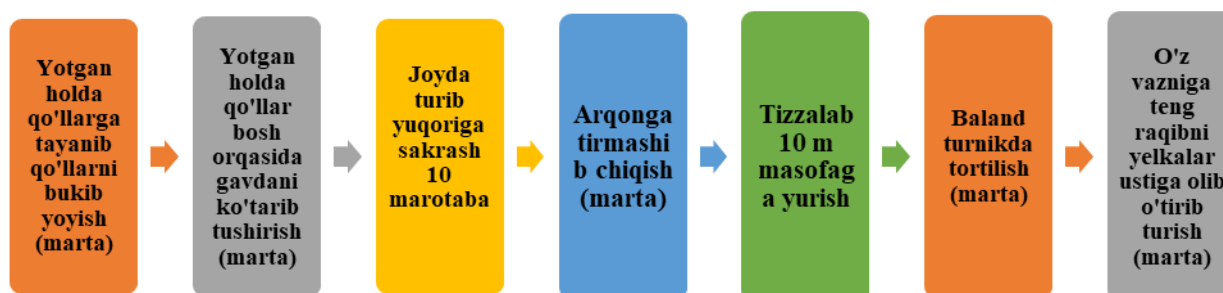 Yotgan
holda
qo'llarga
tayanib
qo'llarni
bukib
yoyish
(marta)
Yotgan
holda
qo'llar
bosh
orqasida
gavdani
ko'tarib
tushirish
(marta)
Joyda
turib
yuqoriga
sakrash
10
marotaba
Arqonga
tirmashi
b chiqish
(marta)
Tizzalab
10 m
masofag
a yurish
Baland
turnikda
tortilish
(marta)
O'z
vazniga
teng
raqibni
yelkalar
ustiga olib
o'tirib
turish
(marta)